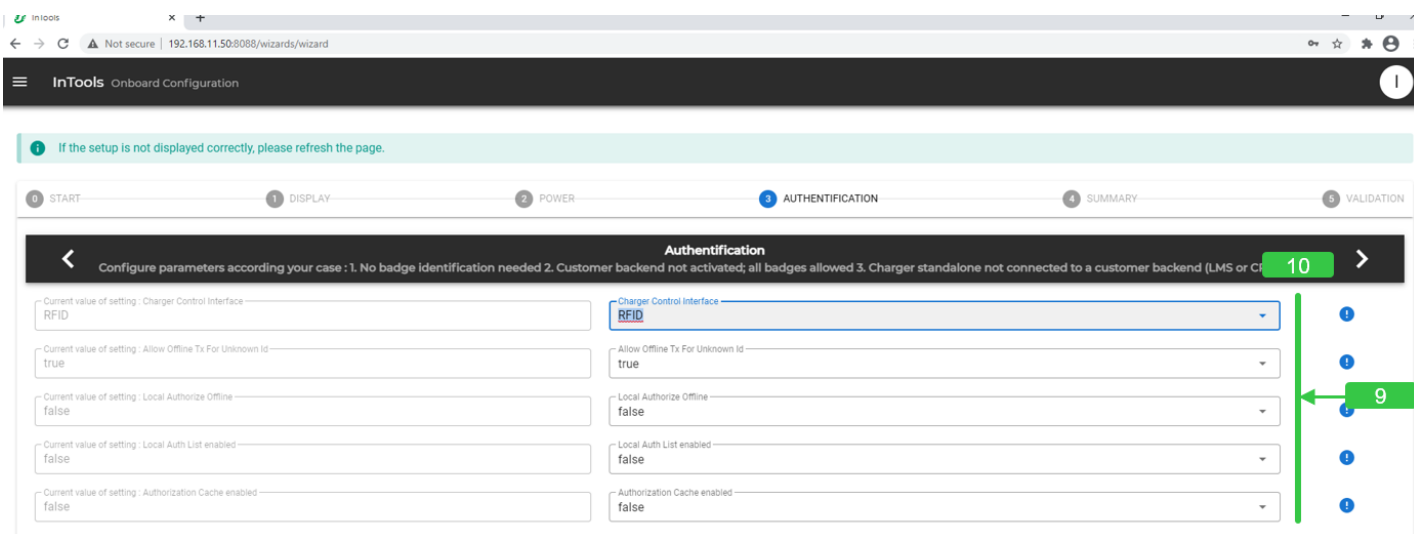 InTools
Not secure | 192.168.11.50:8088/wizards/wizard
InTools Onboard Configuration
I
If the setup is not displayed correctly, please refresh the page.
0 START
1 DISPLAY
2 POWER
3 AUTHENTIFICATION
4 SUMMARY
5 VALIDATION
Authentification
Configure parameters according your case : 1. No badge identification needed 2. Customer backend not activated; all badges allowed 3. Charger standalone not connected to a customer backend (LMS or
10
Current value of setting : Charger Control Interface
RFID
Charger Control Interface
RFID
Current value of setting : Allow Offline Tx For Unknown Id
true
Allow Offline Tx For Unknown Id
true
Current value of setting : Local Authorize Offline
false
Local Authorize Offline
false
9
Current value of setting : Local Auth List enabled
false
Local Auth List enabled
false
Current value of setting : Authorization Cache enabled
false
Authorization Cache enabled
false